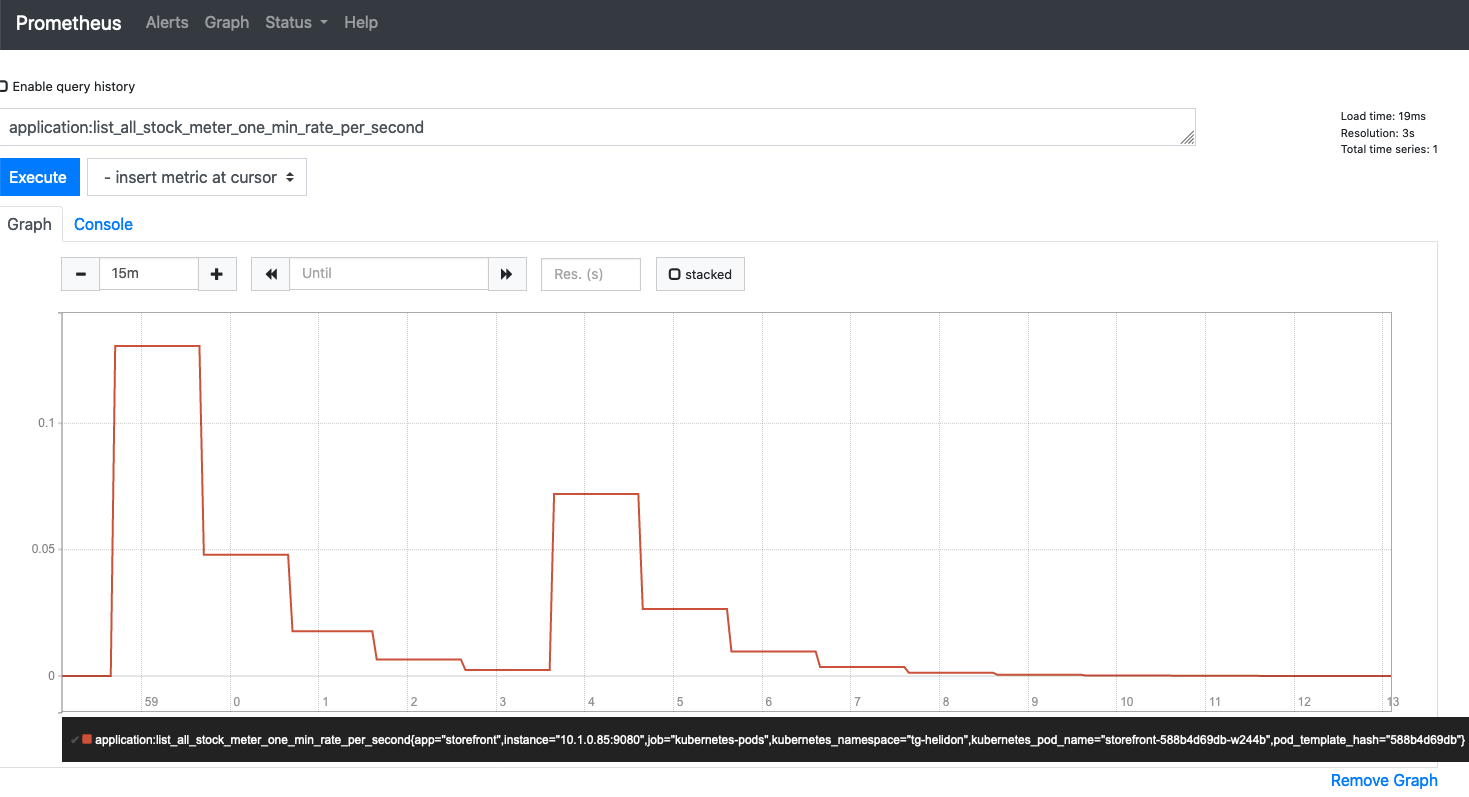 Prometheus Alerts Graph Status Help
Enable query history
application:list_all_stock_meter_one_min_rate_per_second
Load time: 19ms
Resolution: 3s
Total time series: 1
Execute - insert metric at cursor
Graph Console
15m Until Res. (s) stacked
0.1
0.05
0
59 0 1 2 3 4 5 6 7 8 9 10 11 12 13
application:list_all_stock_meter_one_min_rate_per_second{app="storefront",instance="10.1.0.85:9080",job="kubernetes-pods",kubernetes_namespace="tg-helidon",kubernetes_pod_name="storefront-588b4d69db-w244b",pod_template_hash="588b4d69db"}
Remove Graph